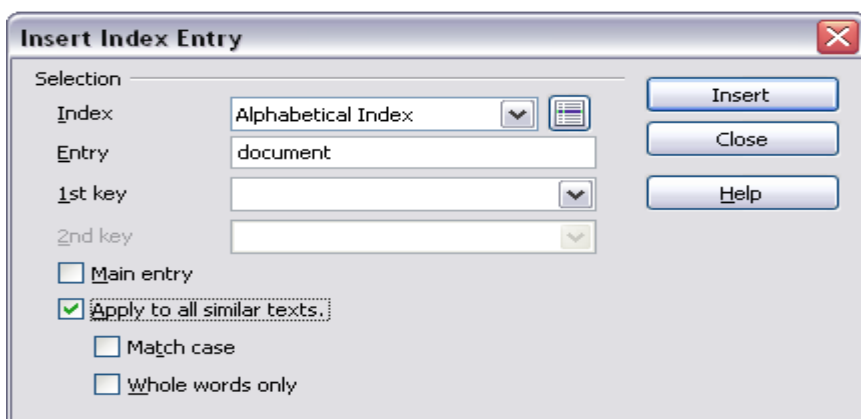 Insert Index Entry
Selection
Index Alphabetical Index
Entry document
1st key
2nd key
Main entry
Apply to all similar texts.
Match case
Whole words only
Insert
Close
Help